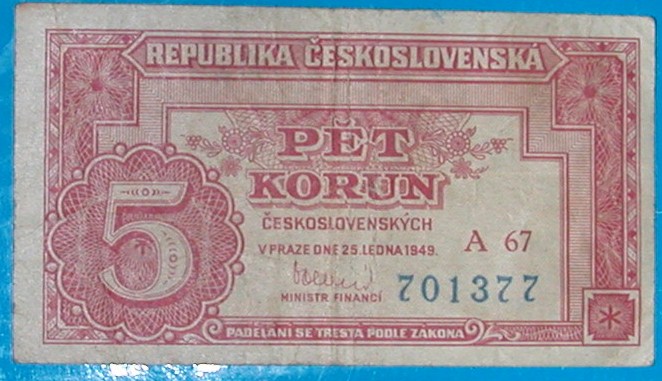 REPUBLIKA ČESKOSLOVENSKÁ
PĚT
KORUN
ČESKOSLOVENSKÝCH
V PRAZE DNE 25. LEDNA 1949.
A 67
5
MINISTR FINANCÍ
701377
PADĚLÁNÍ SE TRESTÁ PODLE ZÁKONA